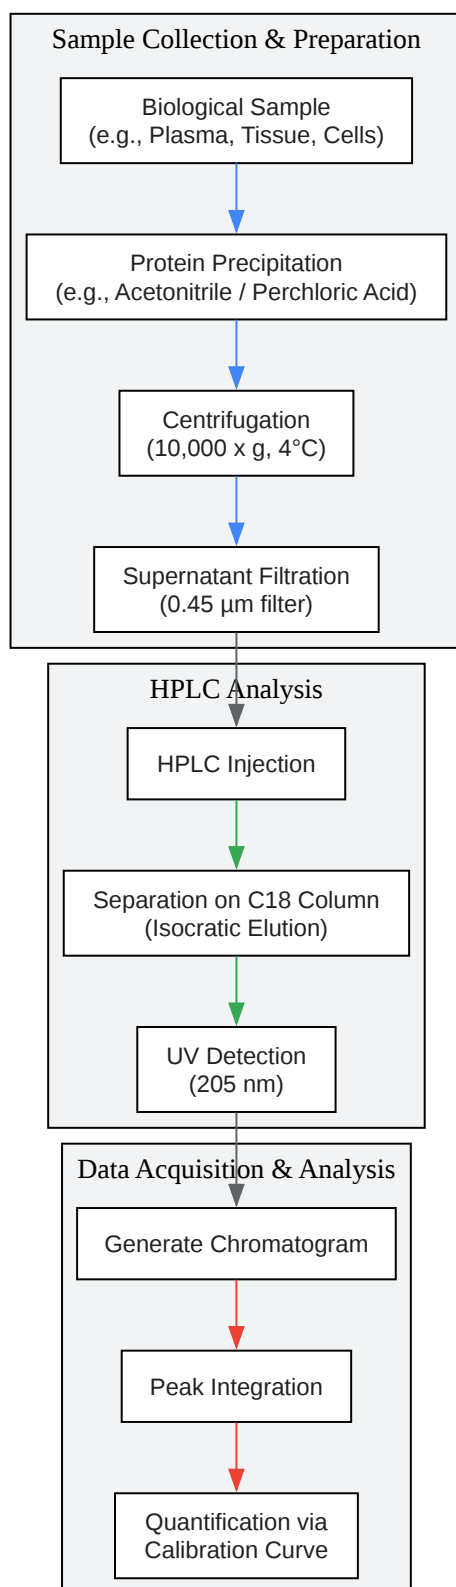 Sample Collection & Preparation
Biological Sample
(e.g., Plasma, Tissue, Cells)
Protein Precipitation
(e.g., Acetonitrile / Perchloric Acid)
Centrifugation
(10,000 x g, 4°C)
Supernatant Filtration
(0.45 µm filter)
HPLC Analysis
HPLC Injection
Separation on C18 Column
(Isocratic Elution)
UV Detection
(205 nm)
Data Acquisition & Analysis
Generate Chromatogram
Peak Integration
Quantification via
Calibration Curve